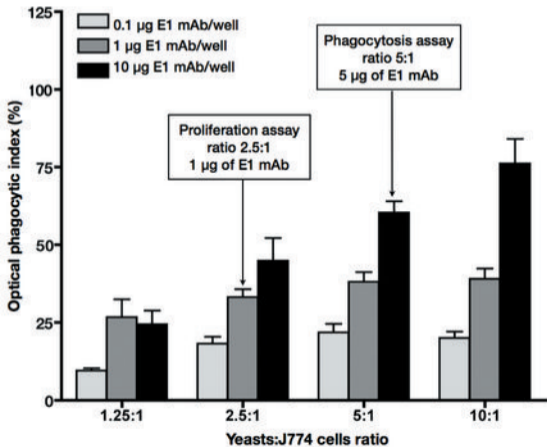 125
100
75
50
25
0
Optical phagocytic index (%)
0.1 µg E1 mAb/well
1 µg E1 mAb/well
10 µg E1 mAb/well
Proliferation assay
ratio 2.5:1
1 µg of E1 mAb
Phagocytosis assay
ratio 5:1
5 µg of E1 mAb
1.25:1
2.5:1
5:1
10:1
Yeasts:J774 cells ratio